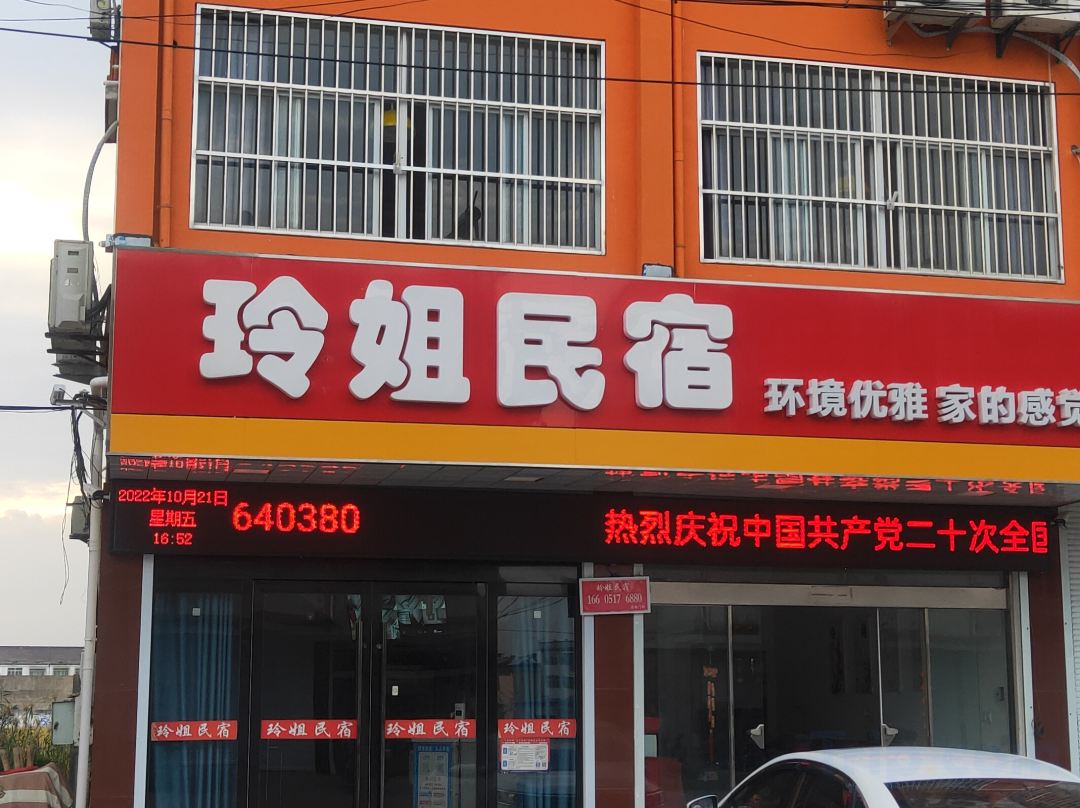 玲姐民宿
环境优雅 家的感觉
2022年10月21日
星期五
16:52
640380
热烈庆祝中国共产党二十次全国
玲姐民宿
166 0517 6880
玲姐民宿
玲姐民宿
玲姐民宿
玲姐民宿